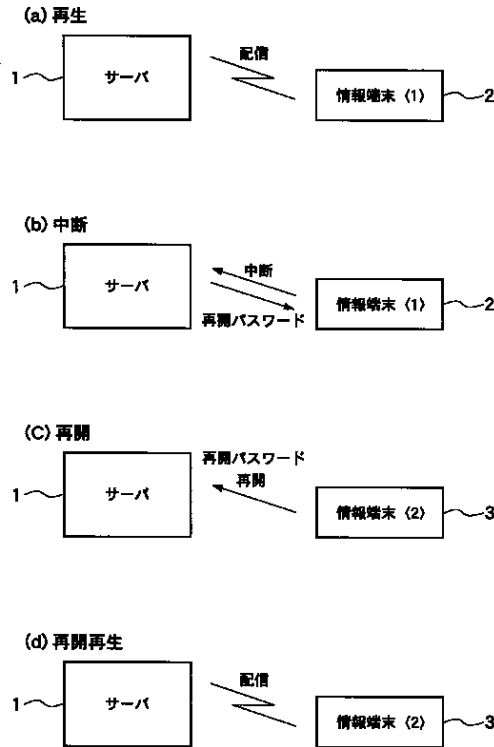 (a) 再生
配信
1
サーバ
情報端末〈1〉
2
(b) 中断
1
サーバ
中断
再開パスワード
情報端末〈1〉
2
(C) 再開
再開パスワード
再開
1
サーバ
情報端末〈2〉
3
(d) 再開再生
配信
1
サーバ
情報端末〈2〉
3